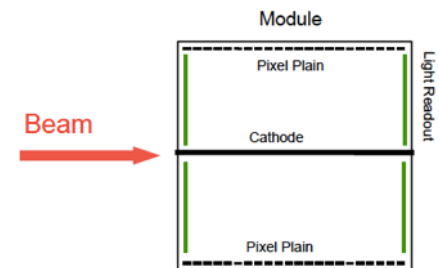 Module
Pixel Plain
Light Readout
Beam
Cathode
Pixel Plain